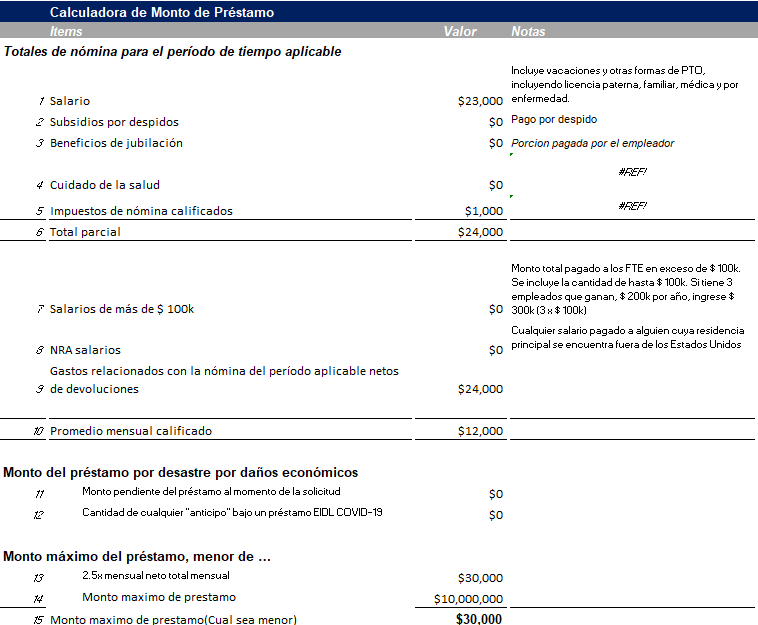 Calculadora de Monto de Préstamo
Items Valor Notas
Totales de nómina para el período de tiempo aplicable
1 Salario $23,000 Incluye vacaciones y otras formas de PTO,
incluyendo licencia paterna, familiar, médica y por
enfermedad.
2 Subsidios por despidos $0 Pago por despido
3 Beneficios de jubilación $0 Porcion pagada por el empleador
4 Cuidado de la salud $0 #REF!
5 Impuestos de nómina calificados $1,000 #REF!
6 Total parcial $24,000
7 Salarios de más de $ 100k $0 Monto total pagado a los FTE en exceso de $ 100k.
Se incluye la cantidad de hasta $ 100k. Si tiene 3
empleados que ganan, $ 200k por año, ingrese $
300k (3 x $ 100k)
8 NRA salarios $0 Cualquier salario pagado a alguien cuya residencia
principal se encuentra fuera de los Estados Unidos
Gastos relacionados con la nómina del período aplicable netos
9 de devoluciones $24,000
10 Promedio mensual calificado $12,000
Monto del préstamo por desastre por daños económicos
11 Monto pendiente del préstamo al momento de la solicitud $0
12 Cantidad de cualquier "anticipo" bajo un préstamo EIDL COVID-19 $0
Monto máximo del préstamo, menor de ...
13 2.5x mensual neto total mensual $30,000
14 Monto maximo de prestamo $10,000,000
15 Monto maximo de prestamo(Cual sea menor) $30,000